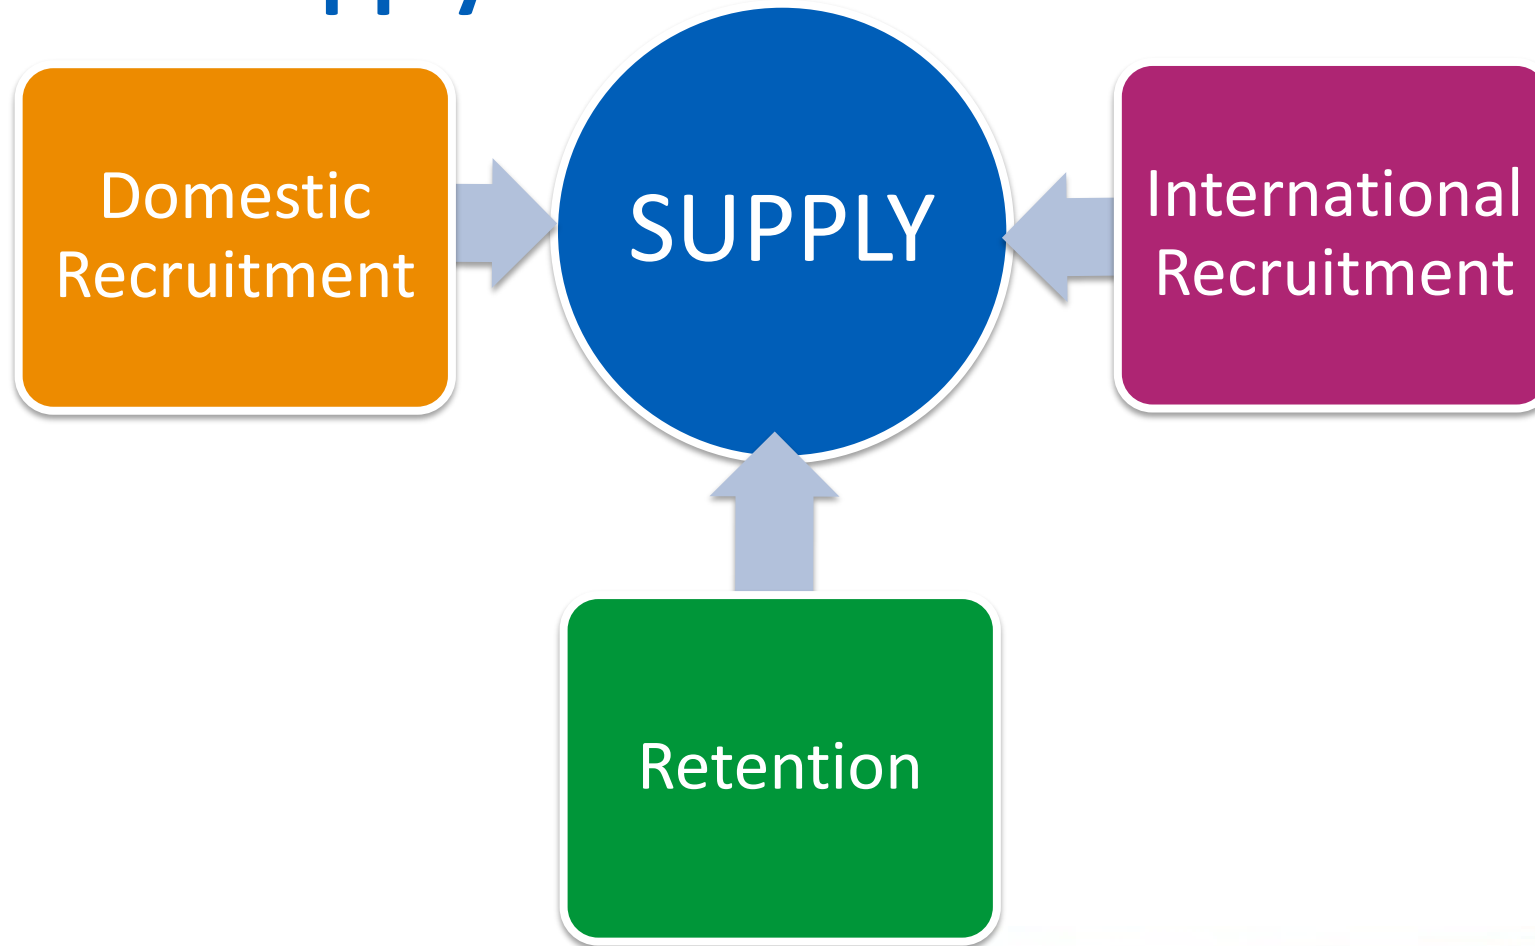 Domestic
Recruitment
SUPPLY
International
Recruitment
Retention